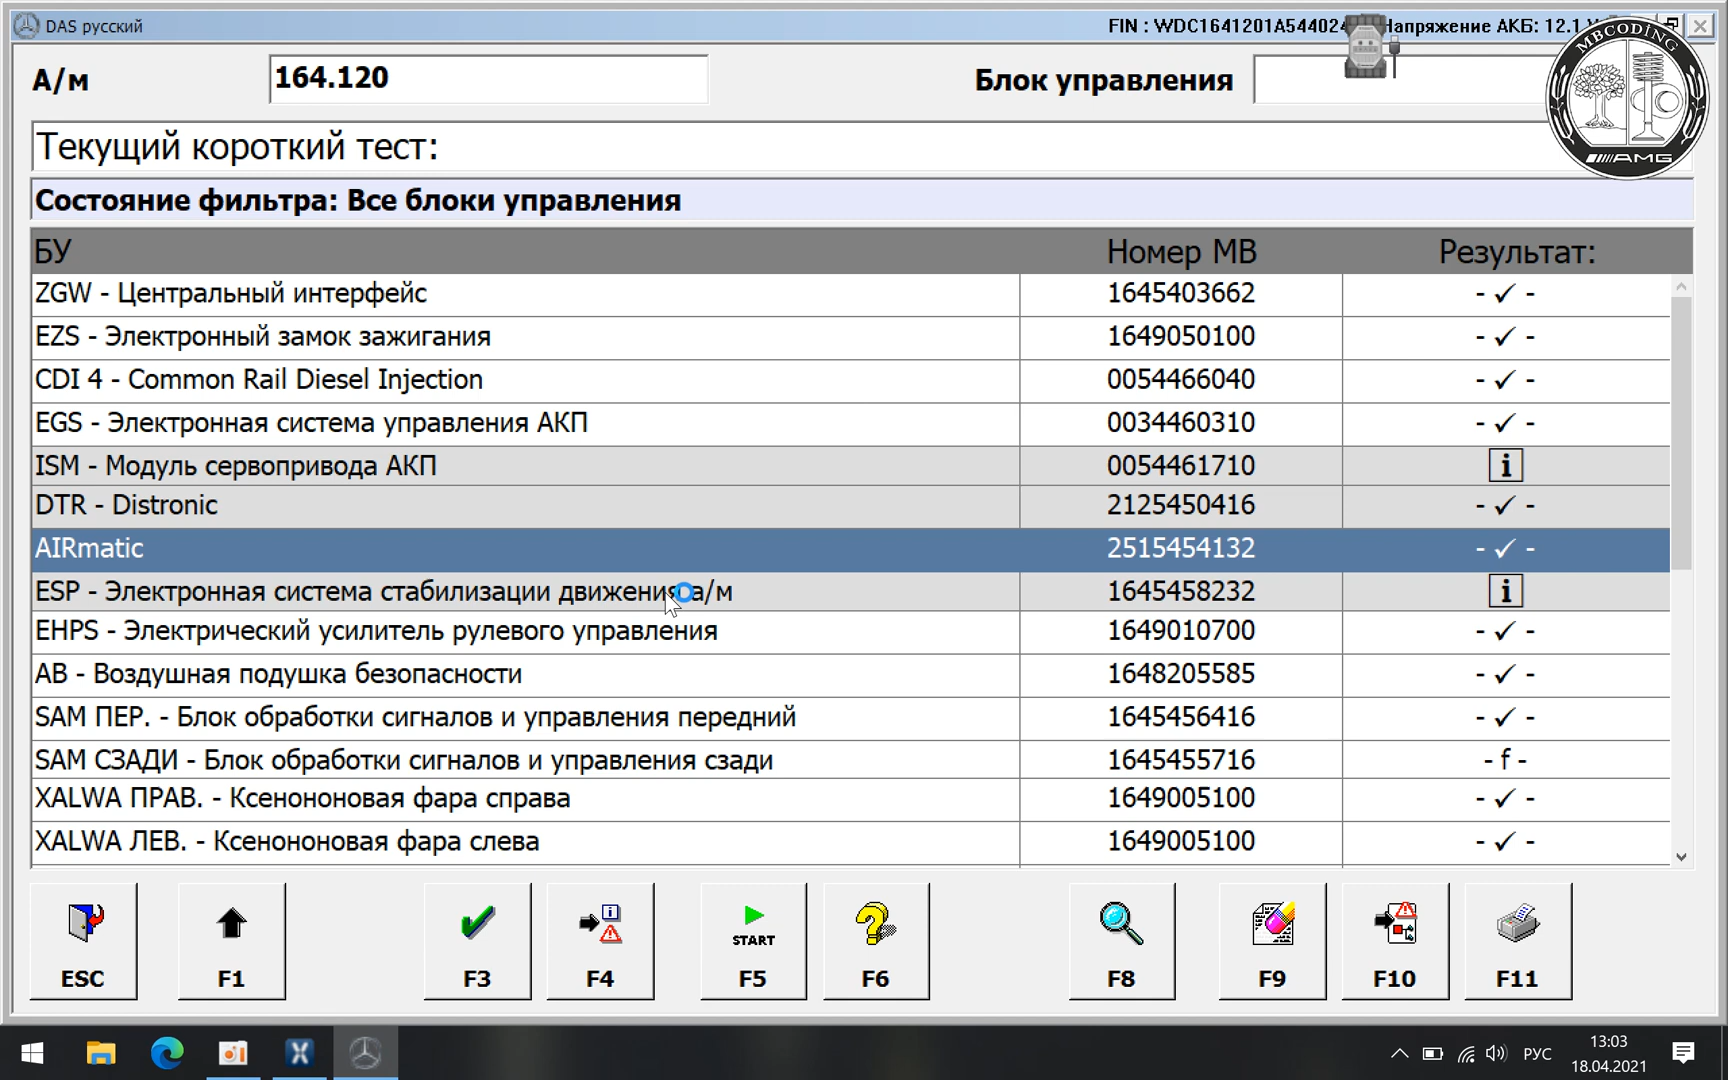 DAS русский
FIN : WDC1641201A544024 Напряжение АКБ: 12.1 V
А/м 164.120 Блок управления
MBCODING
AMG
Текущий короткий тест:
Состояние фильтра: Все блоки управления
БУ Номер МВ Результат:
ZGW - Центральный интерфейс 1645403662 - ✓ -
EZS - Электронный замок зажигания 1649050100 - ✓ -
CDI 4 - Common Rail Diesel Injection 0054466040 - ✓ -
EGS - Электронная система управления АКП 0034460310 - ✓ -
ISM - Модуль сервопривода АКП 0054461710 i
DTR - Distronic 2125450416 - ✓ -
AIRmatic 2515454132 - ✓ -
ESP - Электронная система стабилизации движения а/м 1645458232 i
EHPS - Электрический усилитель рулевого управления 1649010700 - ✓ -
AB - Воздушная подушка безопасности 1648205585 - ✓ -
SAM ПЕР. - Блок обработки сигналов и управления передний 1645456416 - ✓ -
SAM СЗАДИ - Блок обработки сигналов и управления сзади 1645455716 - f -
XALWA ПРАВ. - Ксенононовая фара справа 1649005100 - ✓ -
XALWA ЛЕВ. - Ксенононовая фара слева 1649005100 - ✓ -
START
ESC F1 F3 F4 F5 F6 F8 F9 F10 F11
РУС
13:03
18.04.2021